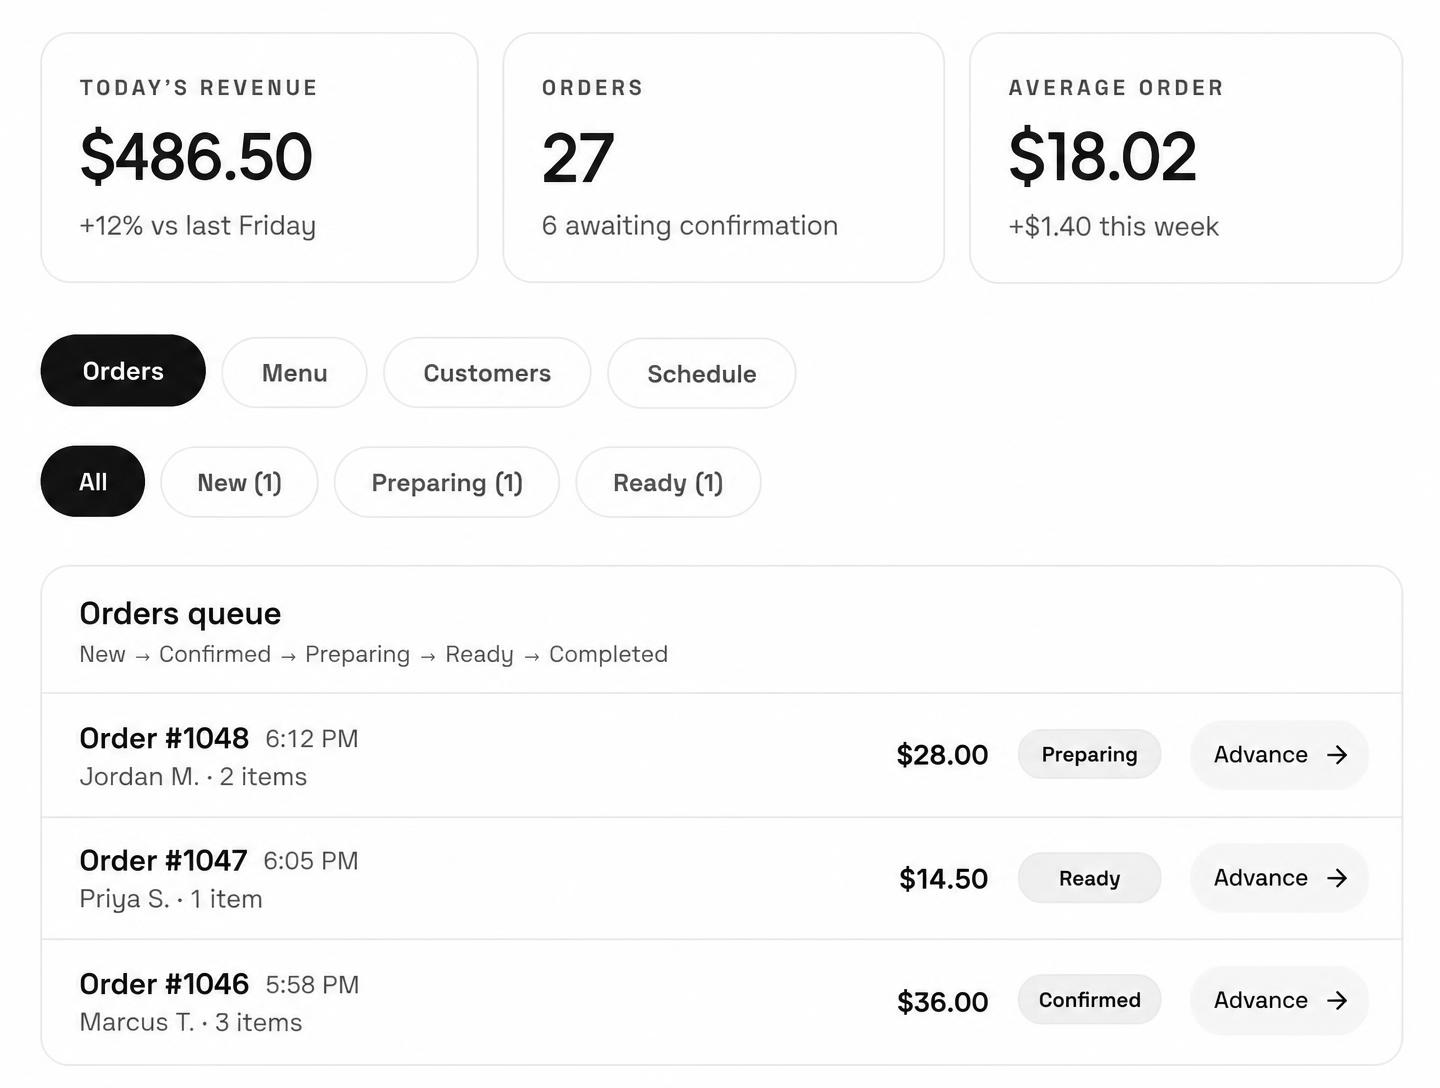 TODAY’S REVENUE
$486.50
+12% vs last Friday
ORDERS
27
6 awaiting confirmation
AVERAGE ORDER
$18.02
+$1.40 this week
Orders Menu Customers Schedule
All New (1) Preparing (1) Ready (1)
Orders queue
New → Confirmed → Preparing → Ready → Completed
Order #1048 6:12 PM
Jordan M. · 2 items
$28.00 Preparing Advance →
Order #1047 6:05 PM
Priya S. · 1 item
$14.50 Ready Advance →
Order #1046 5:58 PM
Marcus T. · 3 items
$36.00 Confirmed Advance →